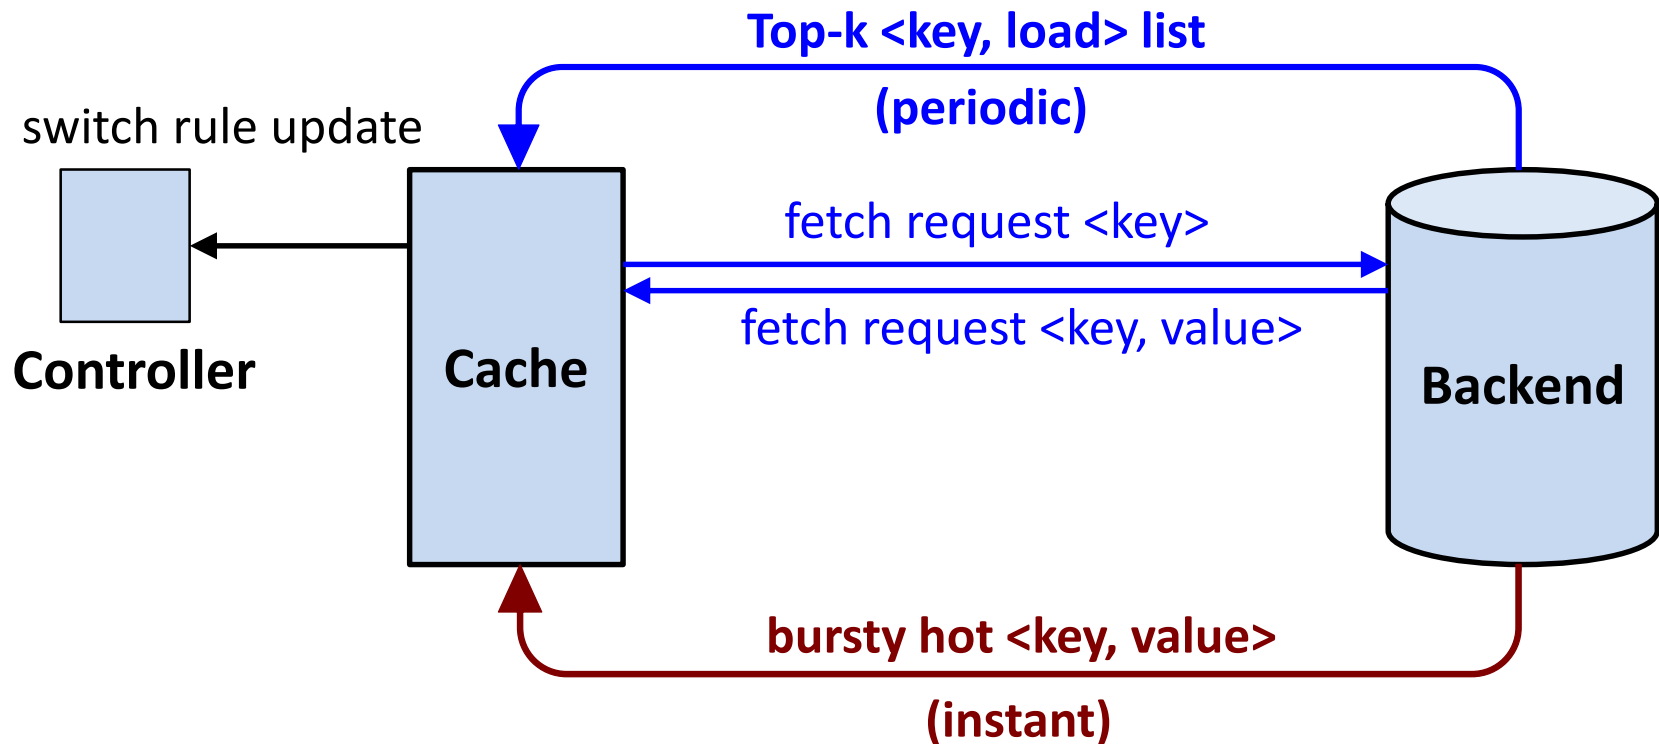 Top-k <key, load> list
(periodic)
switch rule update
fetch request <key>
fetch request <key, value>
Controller
Cache
Backend
bursty hot <key, value>
(instant)